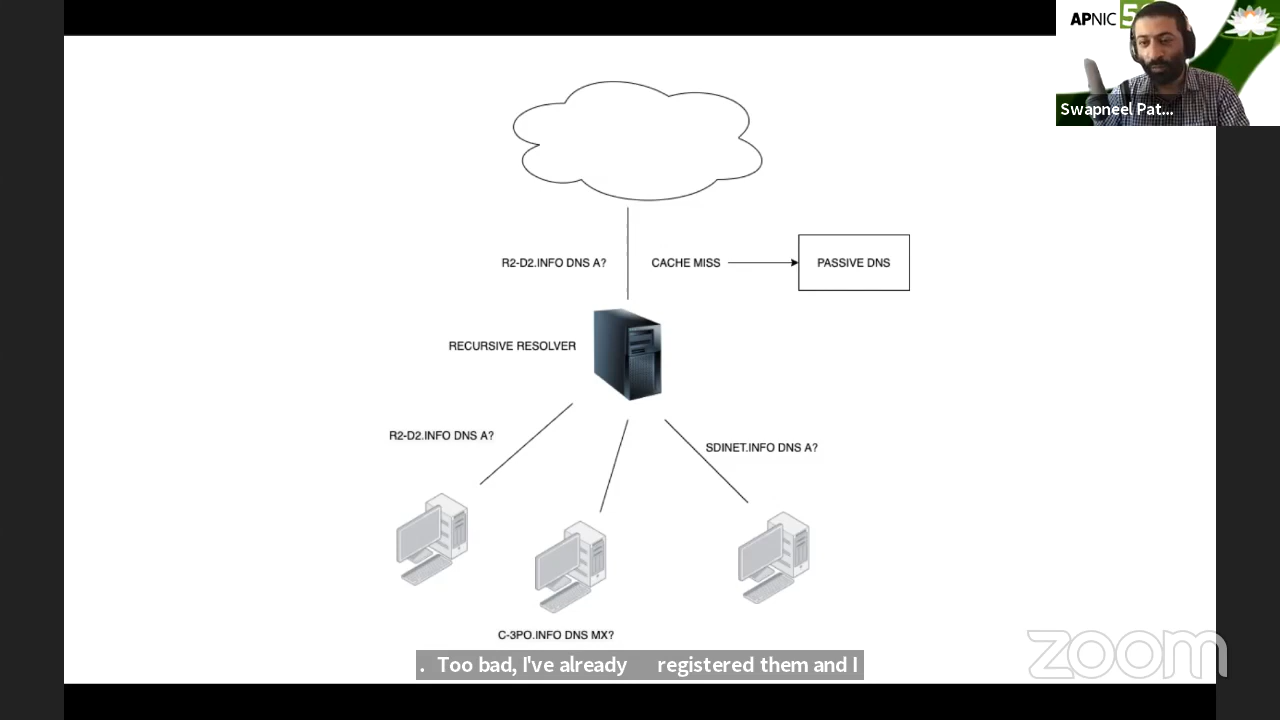 APNIC 5
Swapneel Pat...
R2-D2.INFO DNS A?
CACHE MISS
PASSIVE DNS
RECURSIVE RESOLVER
R2-D2.INFO DNS A?
SDINET.INFO DNS A?
C-3PO.INFO DNS MX?
. Too bad, I've already registered them and I
zoom